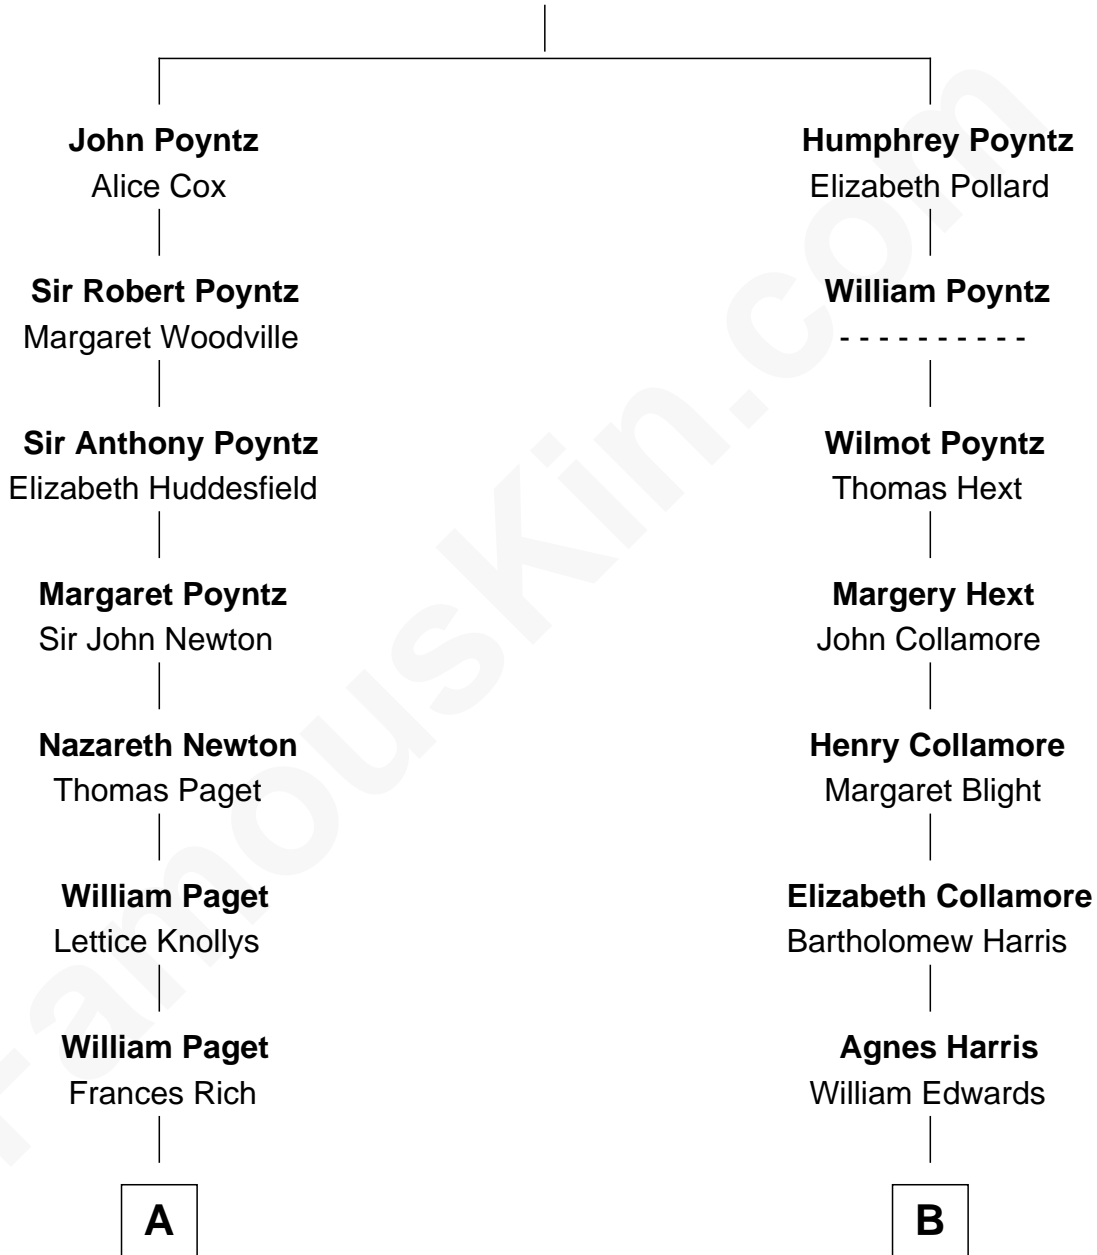 John Poyntz
Alice Cox
Sir Robert Poyntz
Margaret Woodville
Sir Anthony Poyntz
Elizabeth Huddesfield
Margaret Poyntz
Sir John Newton
Nazareth Newton
Thomas Paget
William Paget
Lettice Knollys
William Paget
Frances Rich
A
Humphrey Poyntz
Elizabeth Pollard
William Poyntz
- - - - - - - - - -
Wilmot Poyntz
Thomas Hext
Margery Hext
John Collamore
Henry Collamore
Margaret Blight
Elizabeth Collamore
Bartholomew Harris
Agnes Harris
William Edwards
B
FamousKin.com